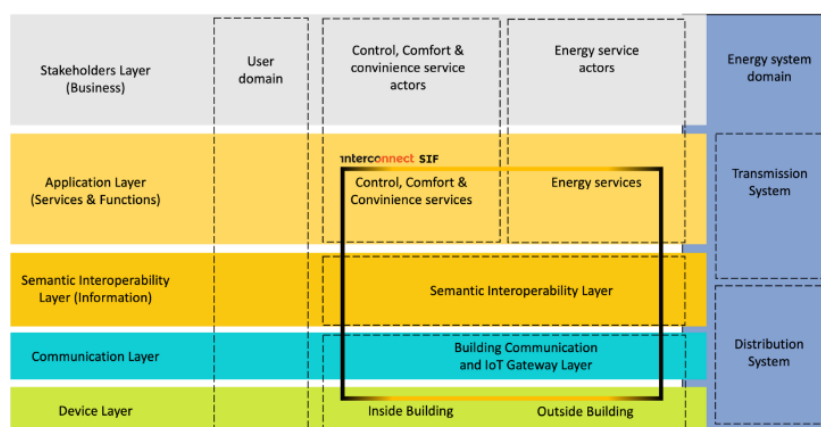 Stakeholders Layer
(Business)
User
domain
Control, Comfort &
convinience service
actors
Energy service
actors
Energy system
domain
interconnect SIF
Application Layer
(Services & Functions)
Control, Comfort &
Convinience services
Energy services
Transmission
System
Semantic Interoperability
Layer (Information)
Semantic Interoperability Layer
Communication Layer
Building Communication
and IoT Gateway Layer
Distribution
System
Device Layer
Inside Building
Outside Building